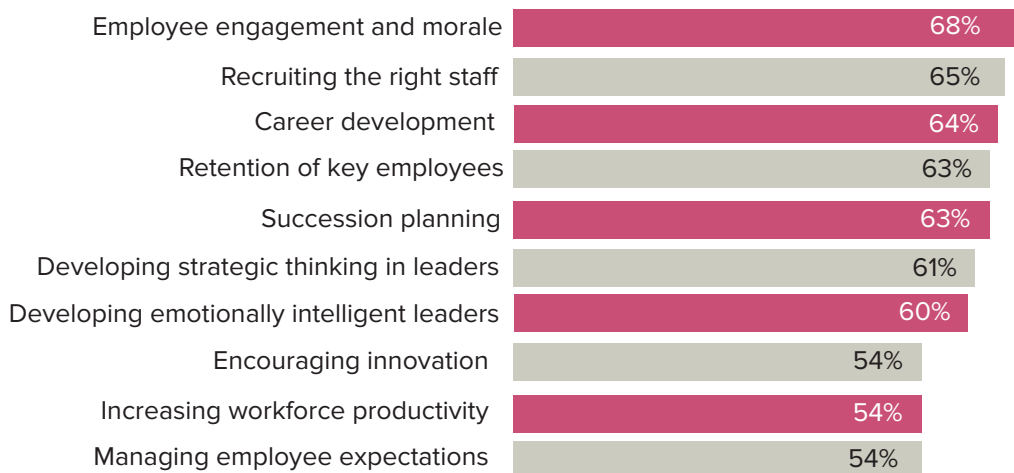 Employee engagement and morale 68%
Recruiting the right staff 65%
Career development 64%
Retention of key employees 63%
Succession planning 63%
Developing strategic thinking in leaders 61%
Developing emotionally intelligent leaders 60%
Encouraging innovation 54%
Increasing workforce productivity 54%
Managing employee expectations 54%